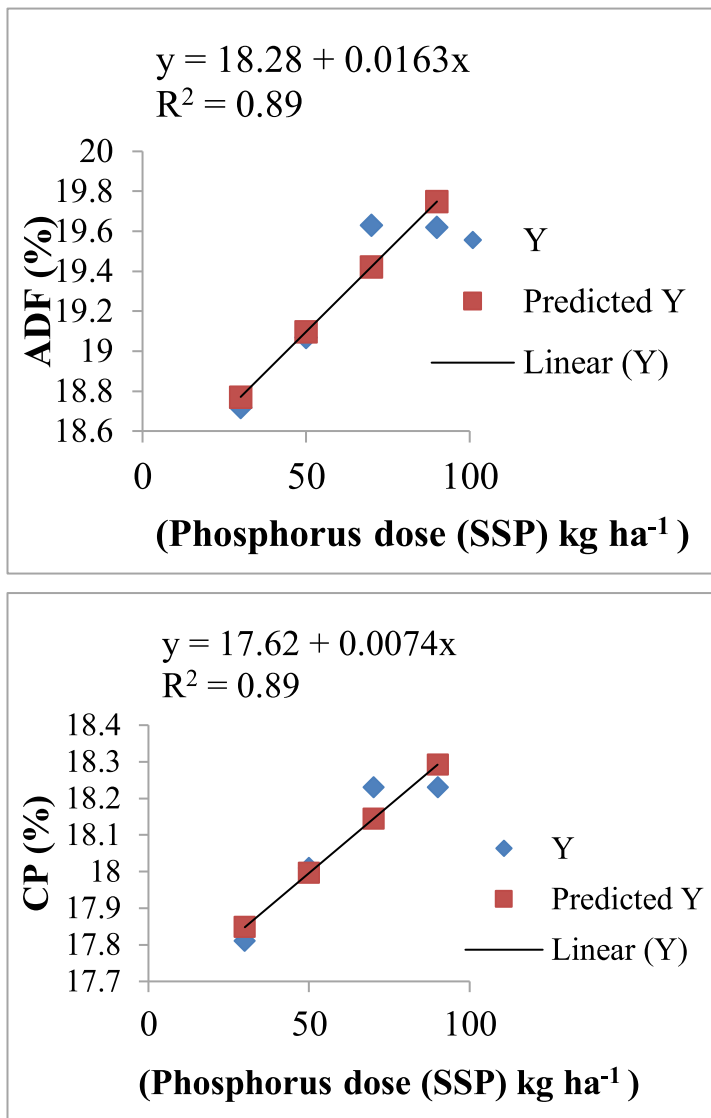 y = 18.28 + 0.0163x
R² = 0.89
20
19.8
19.6
19.4
19.2
19
18.8
18.6
ADF (%)
Y
Predicted Y
Linear (Y)
0 50 100
(Phosphorus dose (SSP) kg ha⁻¹ )
y = 17.62 + 0.0074x
R² = 0.89
18.4
18.3
18.2
18.1
18
17.9
17.8
17.7
CP (%)
Y
Predicted Y
Linear (Y)
0 50 100
(Phosphorus dose (SSP) kg ha⁻¹ )